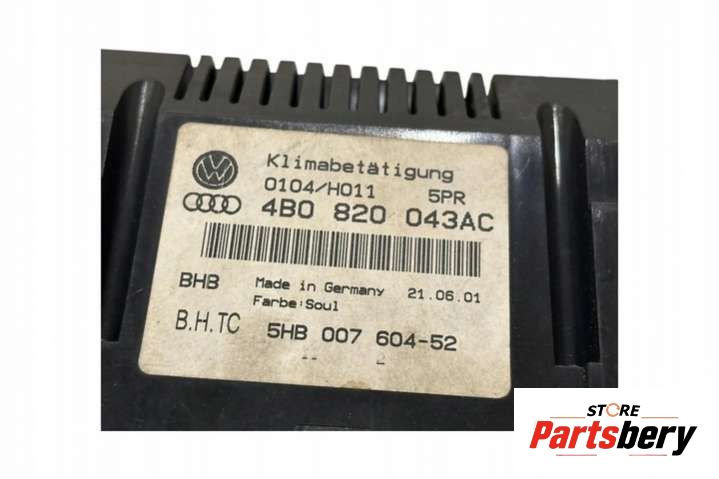 Klimabetätigung
0104/H011 5PR
4B0 820 043AC
BHB Made in Germany 21.06.01
Farbe:Soul
B.H.TC 5HB 007 604-52
STORE
Partsbery